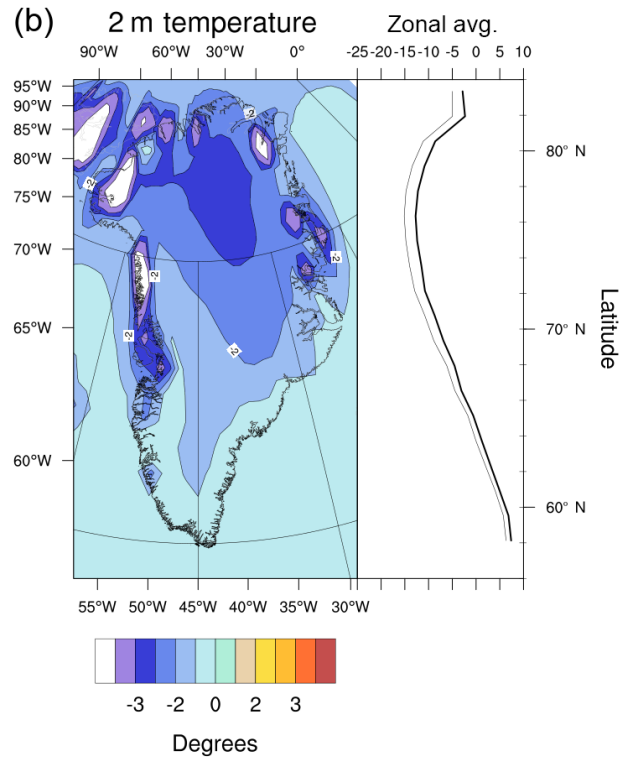 (b) 2 m temperature Zonal avg.
90°W 60°W 30°W 0° -25 -20 -15 -10 -5 0 5 10
95°W
90°W
85°W
80°W
75°W
70°W
65°W
60°W
-2
-2
-2
-2
-2
-2
80° N
70° N
60° N
Latitude
55°W 50°W 45°W 40°W 35°W 30°W
-3 -2 0 2 3
Degrees